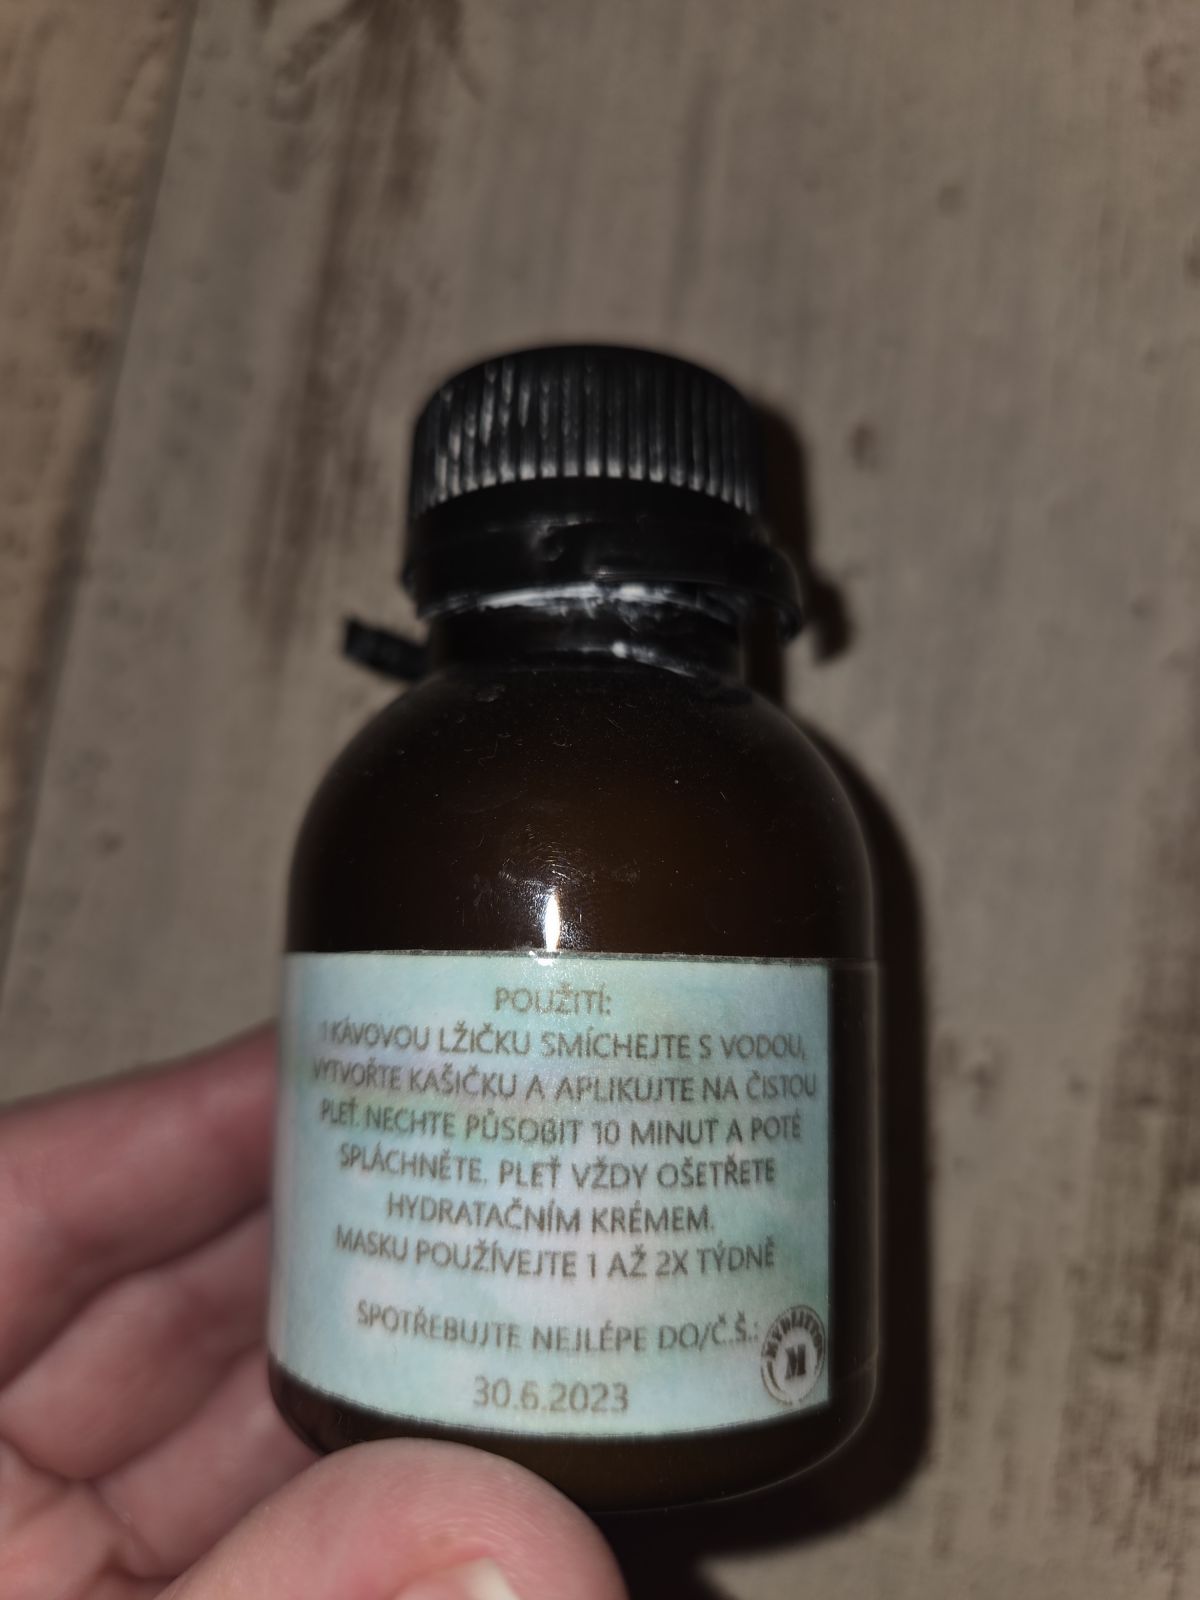 POUŽITÍ:
1 KÁVOVOU LŽIČKU SMÍCHEJTE S VODOU,
VYTVOŘTE KAŠIČKU A APLIKUJTE NA ČISTOU
PLEŤ. NECHTE PŮSOBIT 10 MINUT A POTÉ
SPLÁCHNĚTE. PLEŤ VŽDY OŠETŘETE
HYDRATAČNÍM KRÉMEM.
MASKU POUŽÍVEJTE 1 AŽ 2X TÝDNĚ
SPOTŘEBUJTE NEJLÉPE DO/Č.Š.:
30.6.2023
M